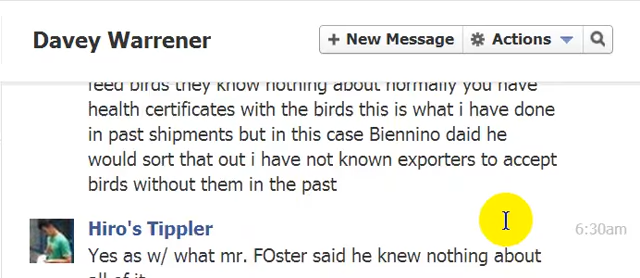 Davey Warrener
+ New Message Actions
feed birds they know nothing about normally you have
health certificates with the birds this is what i have done
in past shipments but in this case Biennino daid he
would sort that out i have not known exporters to accept
birds without them in the past
Hiro's Tippler 6:30am
Yes as w/ what mr. FOster said he knew nothing about
all of it